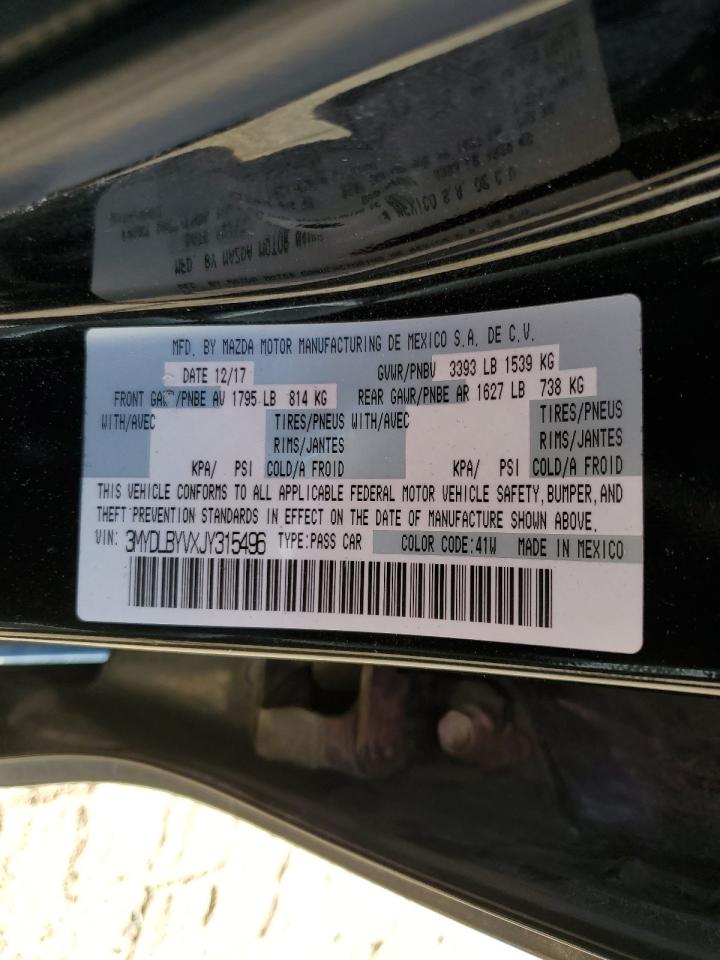 MFD. BY MAZDA MOTOR MANUFACTURING DE MEXICO S.A. DE C.V.
DATE 12/17 GVWR/PNBV 3393 LB 1539 KG
FRONT GAWR/PNBE AV 1795 LB 814 KG REAR GAWR/PNBE AR 1627 LB 738 KG
WITH/AVEC TIRES/PNEUS WITH/AVEC TIRES/PNEUS
RIMS/JANTES RIMS/JANTES
KPA/ PSI COLD/A FROID KPA/ PSI COLD/A FROID
THIS VEHICLE CONFORMS TO ALL APPLICABLE FEDERAL MOTOR VEHICLE SAFETY, BUMPER, AND
THEFT PREVENTION STANDARDS IN EFFECT ON THE DATE OF MANUFACTURE SHOWN ABOVE.
VIN: 3MYDLBYVXJY315496 TYPE:PASS CAR COLOR CODE:41W MADE IN MEXICO